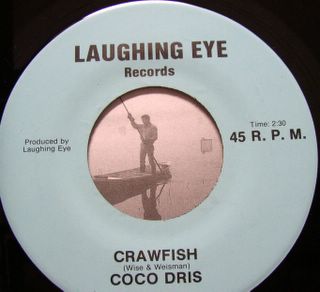 LAUGHING EYE
Records
Produced by
Laughing Eye
Time: 2:30
45 R. P. M.
CRAWFISH
(Wise & Weisman)
COCO DRIS